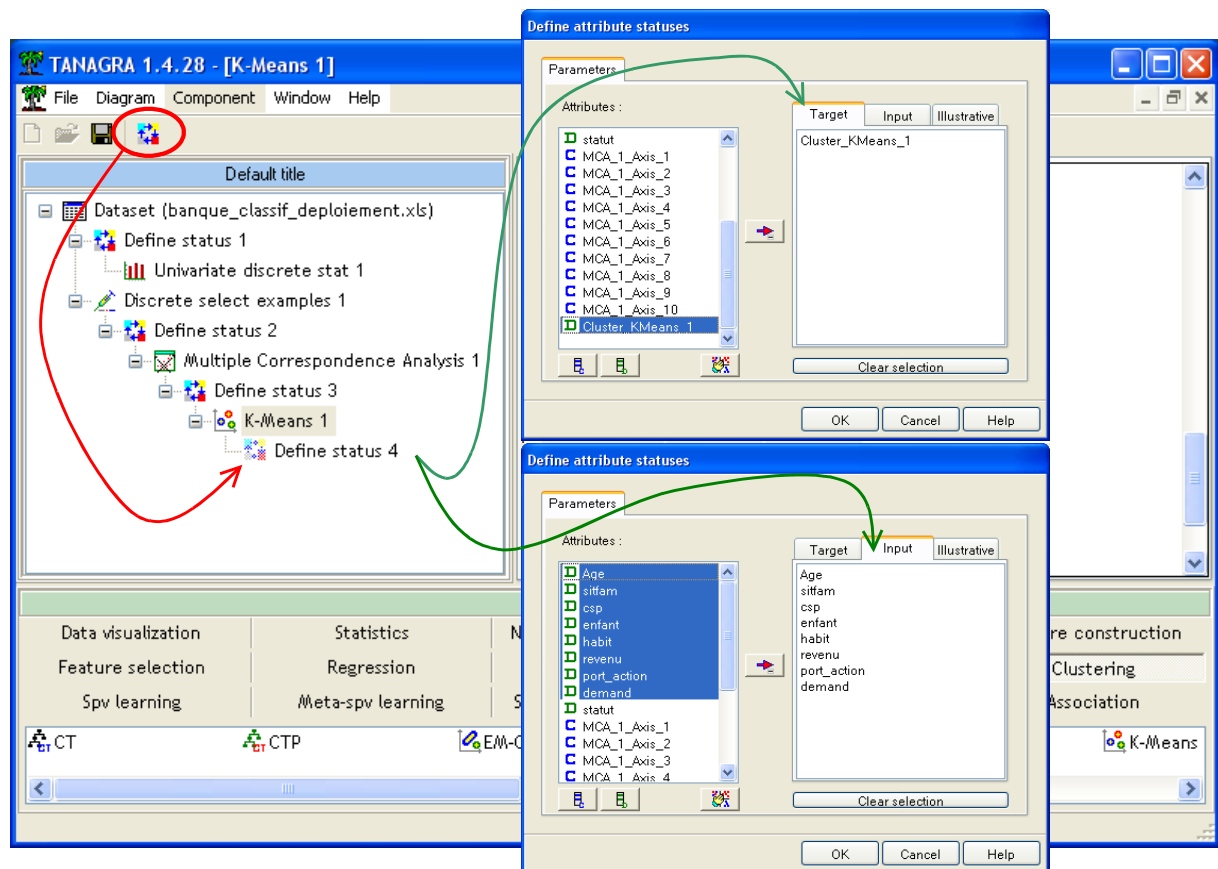 TANAGRA 1.4.28 - [K-Means 1]
File Diagram Component Window Help
Default title
Dataset (banque_classif_deploiement.xls)
Define status 1
Univariate discrete stat 1
Discrete select examples 1
Define status 2
Multiple Correspondence Analysis 1
Define status 3
K-Means 1
Define status 4
Define attribute statuses
Parameters
Attributes :
statut
MCA_1_Axis_1
MCA_1_Axis_2
MCA_1_Axis_3
MCA_1_Axis_4
MCA_1_Axis_5
MCA_1_Axis_6
MCA_1_Axis_7
MCA_1_Axis_8
MCA_1_Axis_9
MCA_1_Axis_10
Cluster_KMeans_1
Target Input Illustrative
Cluster_KMeans_1
Clear selection
OK Cancel Help
Define attribute statuses
Parameters
Attributes :
Age
sitfam
csp
enfant
habit
revenu
port_action
demand
statut
MCA_1_Axis_1
MCA_1_Axis_2
MCA_1_Axis_3
MCA_1_Axis_4
Target Input Illustrative
Age
sitfam
csp
enfant
habit
revenu
port_action
demand
Clear selection
OK Cancel Help
Data visualization Statistics N re construction
Feature selection Regression Clustering
Spv learning Meta-spv learning S Association
CT CTP EM-C K-Means